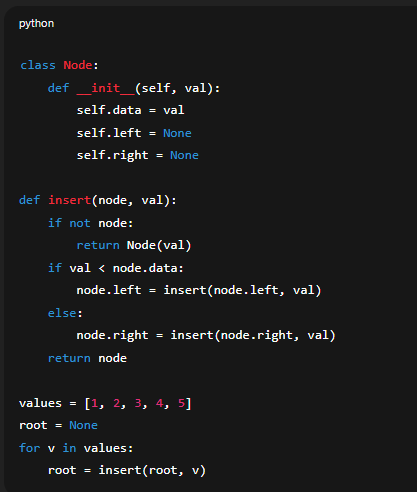 python
class Node:
    def __init__(self, val):
        self.data = val
        self.left = None
        self.right = None
def insert(node, val):
    if not node:
        return Node(val)
    if val < node.data:
        node.left = insert(node.left, val)
    else:
        node.right = insert(node.right, val)
    return node
values = [1, 2, 3, 4, 5]
root = None
for v in values:
    root = insert(root, v)